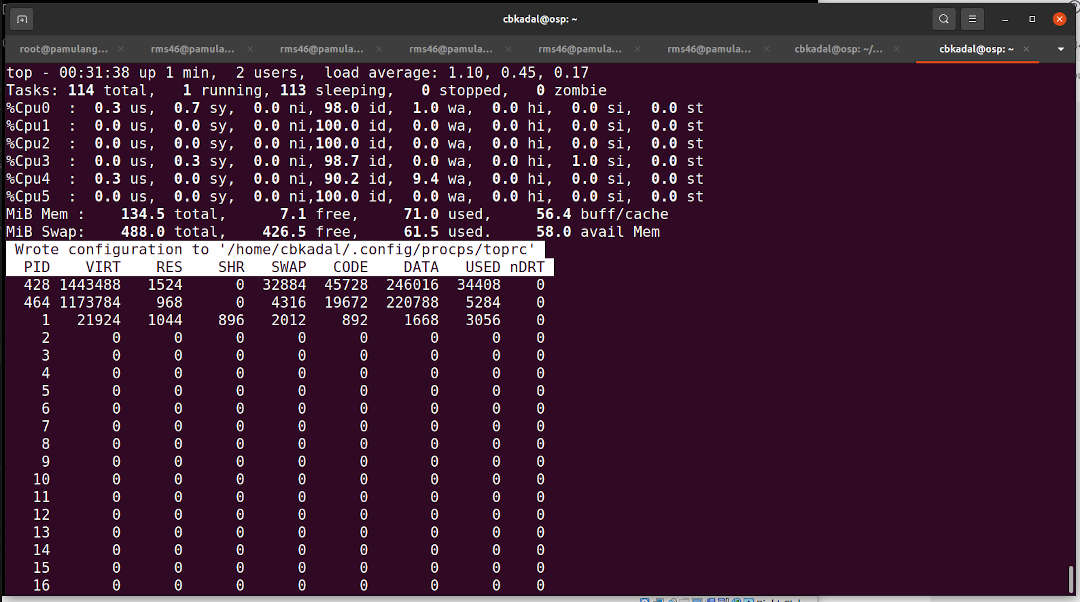 cbkadal@osp: ~
root@pamulang... × rms46@pamula... × rms46@pamula... × rms46@pamula... × rms46@pamula... × rms46@pamula... × cbkadal@osp: ~/... × cbkadal@osp: ~ ×
top - 00:31:38 up 1 min,  2 users,  load average: 1.10, 0.45, 0.17
Tasks: 114 total,   1 running, 113 sleeping,   0 stopped,   0 zombie
%Cpu0  :  0.3 us,  0.7 sy,  0.0 ni, 98.0 id,  1.0 wa,  0.0 hi,  0.0 si,  0.0 st
%Cpu1  :  0.0 us,  0.0 sy,  0.0 ni,100.0 id,  0.0 wa,  0.0 hi,  0.0 si,  0.0 st
%Cpu2  :  0.0 us,  0.0 sy,  0.0 ni,100.0 id,  0.0 wa,  0.0 hi,  0.0 si,  0.0 st
%Cpu3  :  0.0 us,  0.3 sy,  0.0 ni, 98.7 id,  0.0 wa,  0.0 hi,  1.0 si,  0.0 st
%Cpu4  :  0.3 us,  0.0 sy,  0.0 ni, 90.2 id,  9.4 wa,  0.0 hi,  0.0 si,  0.0 st
%Cpu5  :  0.0 us,  0.0 sy,  0.0 ni,100.0 id,  0.0 wa,  0.0 hi,  0.0 si,  0.0 st
MiB Mem :    134.5 total,      7.1 free,     71.0 used,     56.4 buff/cache
MiB Swap:    488.0 total,    426.5 free,     61.5 used.     58.0 avail Mem
Wrote configuration to '/home/cbkadal/.config/procps/toprc'
PID    VIRT    RES    SHR   SWAP   CODE    DATA   USED nDRT
428 1443488   1524      0  32884  45728  246016  34408    0
464 1173784    968      0   4316  19672  220788   5284    0
1   21924   1044    896   2012    892    1668   3056    0
2       0      0      0      0      0       0      0    0
3       0      0      0      0      0       0      0    0
4       0      0      0      0      0       0      0    0
5       0      0      0      0      0       0      0    0
6       0      0      0      0      0       0      0    0
7       0      0      0      0      0       0      0    0
8       0      0      0      0      0       0      0    0
9       0      0      0      0      0       0      0    0
10       0      0      0      0      0       0      0    0
11       0      0      0      0      0       0      0    0
12       0      0      0      0      0       0      0    0
13       0      0      0      0      0       0      0    0
14       0      0      0      0      0       0      0    0
15       0      0      0      0      0       0      0    0
16       0      0      0      0      0       0      0    0